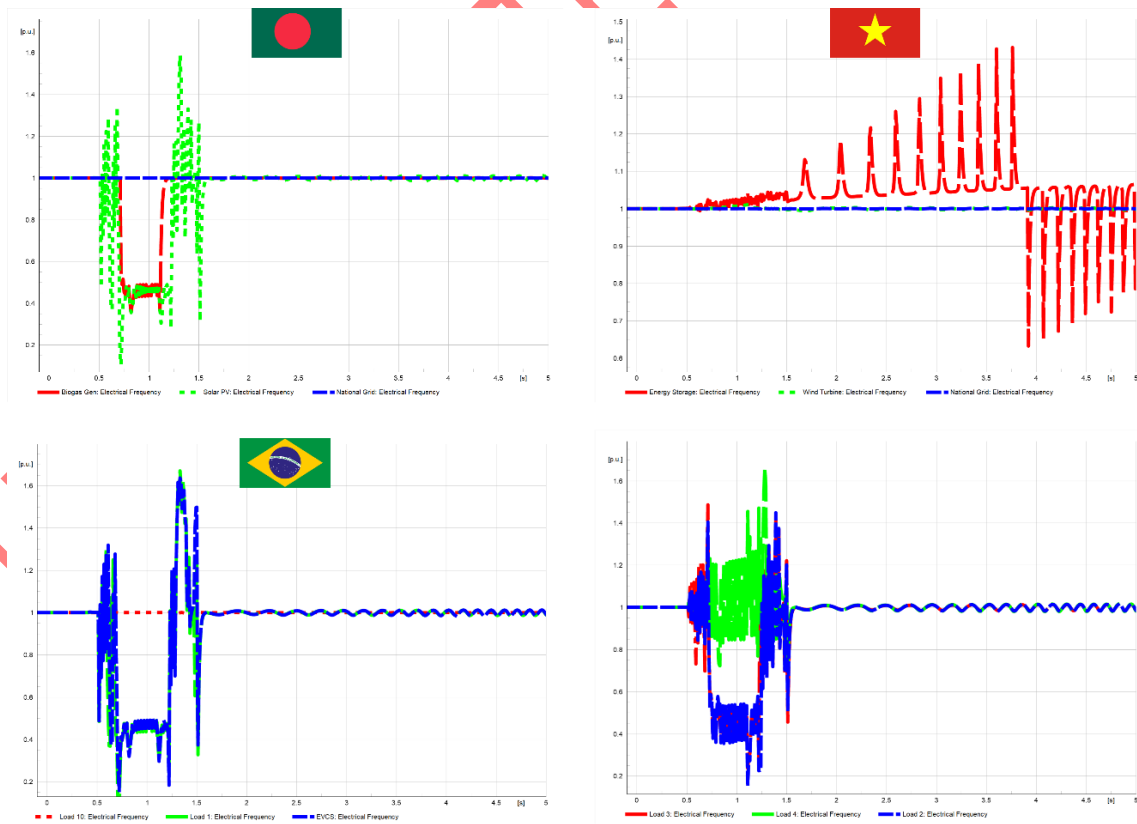 [p.u.]
1.6
1.4
1.2
1
0.8
0.6
0.4
0.2
0 0.5 1 1.5 2 2.5 3 3.5 4 4.5 [s] 5
Biogas Gen: Electrical Frequency Solar PV: Electrical Frequency National Grid: Electrical Frequency
1.5
[p.u.]
1.4
1.3
1.2
1.1
1
0.9
0.8
0.7
0.6
0 0.5 1 1.5 2 2.5 3 3.5 4 4.5 [s] 5
Energy Storage: Electrical Frequency Wind Turbine: Electrical Frequency National Grid: Electrical Frequency
[p.u.]
1.6
1.4
1.2
1
0.8
0.6
0.4
0.2
0 0.5 1 1.5 2 2.5 3 3.5 4 4.5 [s] 5
Load 10: Electrical Frequency Load 1: Electrical Frequency EVCS: Electrical Frequency
[p.u.]
1.6
1.4
1.2
1
0.8
0.6
0.4
0.2
0 0.5 1 1.5 2 2.5 3 3.5 4 4.5 [s] 5
Load 3: Electrical Frequency Load 4: Electrical Frequency Load 2: Electrical Frequency